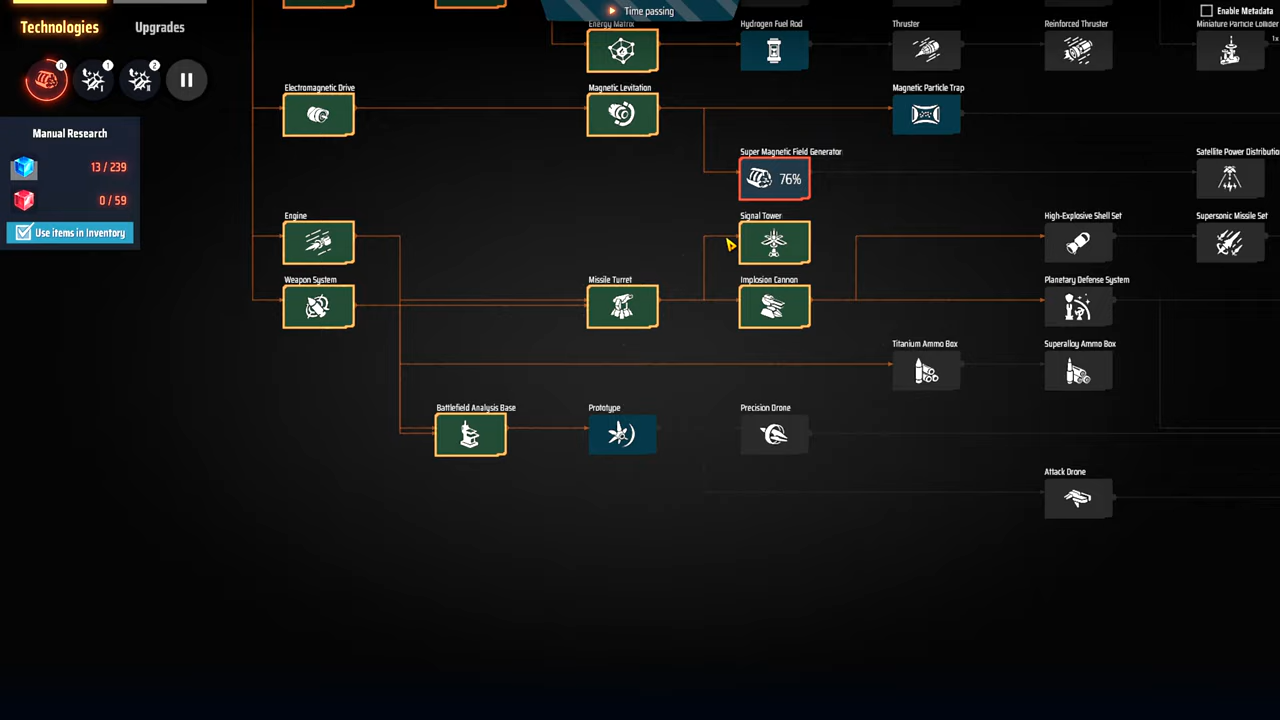 Time passing
Enable Metadata
Technologies
Upgrades
Energy Matrix
Hydrogen Fuel Rod
Thruster
Reinforced Thruster
Miniature Particle Collider
1x
0
1
2
Electromagnetic Drive
Magnetic Levitation
Magnetic Particle Trap
Manual Research
13 / 239
0 / 59
Use items in Inventory
Super Magnetic Field Generator
76%
Satellite Power Distributio
Engine
Signal Tower
High-Explosive Shell Set
Supersonic Missile Set
Weapon System
Missile Turret
Implosion Cannon
Planetary Defense System
Titanium Ammo Box
Superalloy Ammo Box
Battlefield Analysis Base
Prototype
Precision Drone
Attack Drone